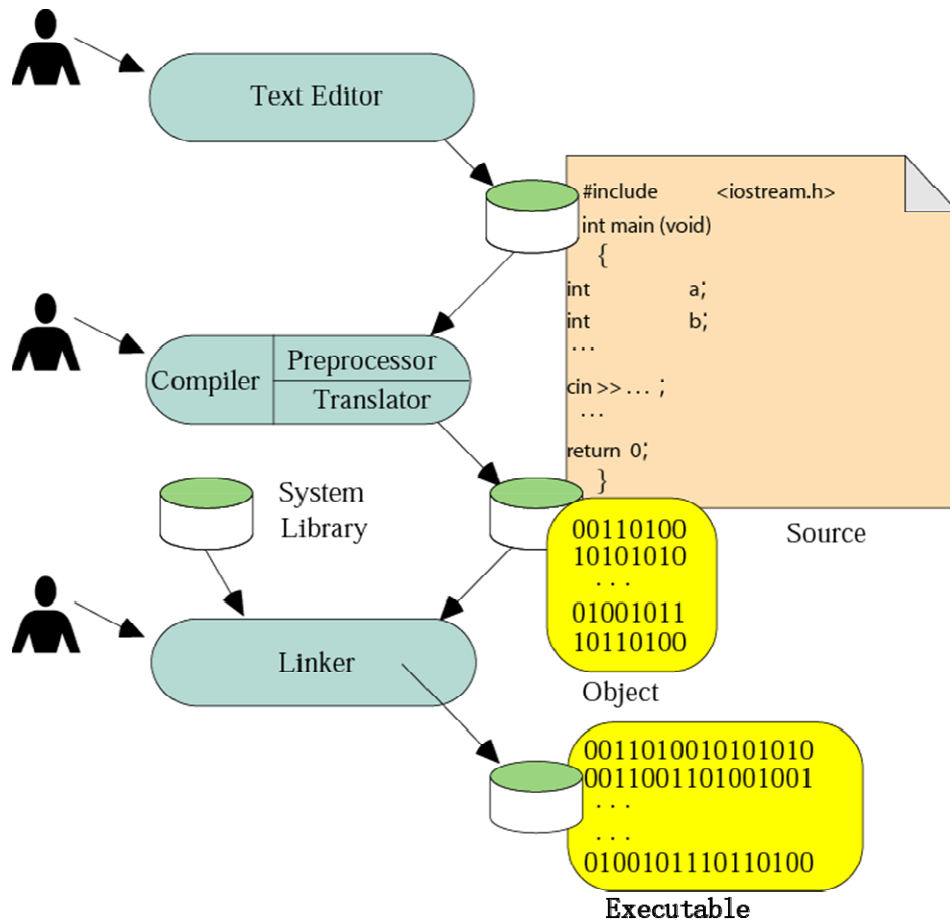 Text Editor
#include <iostream.h>
int main (void)
{
int a;
int b;
...
cin >> ... ;
...
return 0;
}
Source
Compiler
Preprocessor
Translator
System
Library
00110100
10101010
...
01001011
10110100
Object
Linker
0011010010101010
0011001101001001
...
...
0100101110110100
Executable